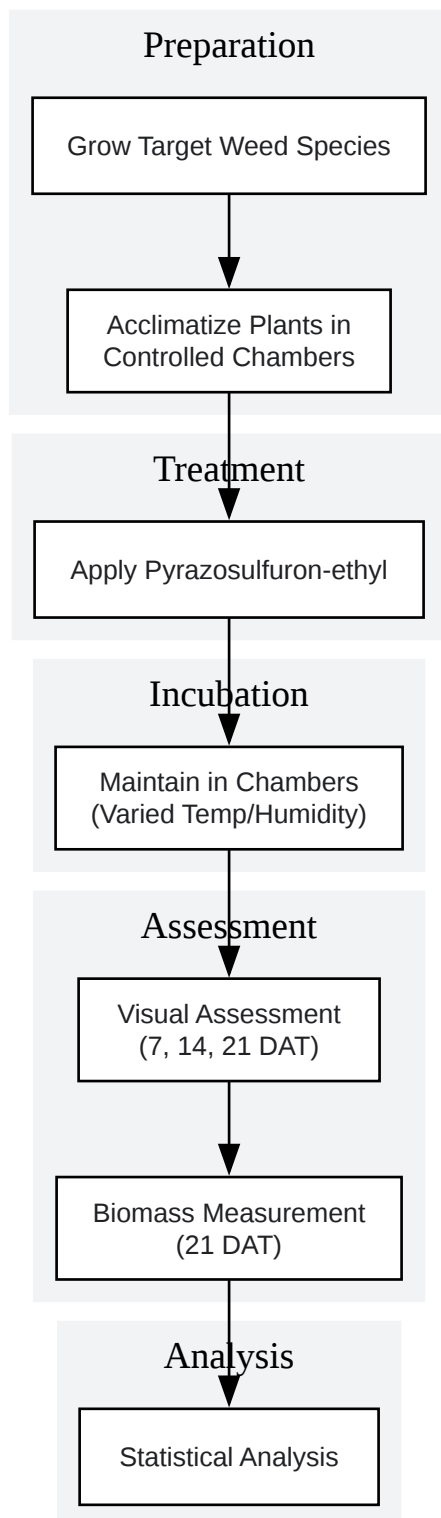 Preparation
Grow Target Weed Species
Acclimatize Plants in
Controlled Chambers
Treatment
Apply Pyrazosulfuron-ethyl
Incubation
Maintain in Chambers
(Varied Temp/Humidity)
Assessment
Visual Assessment
(7, 14, 21 DAT)
Biomass Measurement
(21 DAT)
Analysis
Statistical Analysis